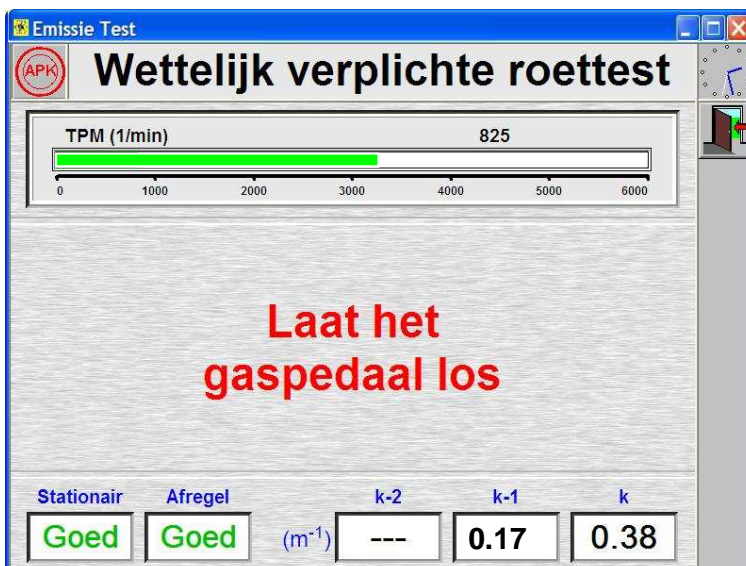 Emissie Test
APK
Wettelijk verplichte roettest
TPM (1/min) 825
0 1000 2000 3000 4000 5000 6000
Laat het
gaspedaal los
Stationair Afregel k-2 k-1 k
Goed Goed (m⁻¹) --- 0.17 0.38